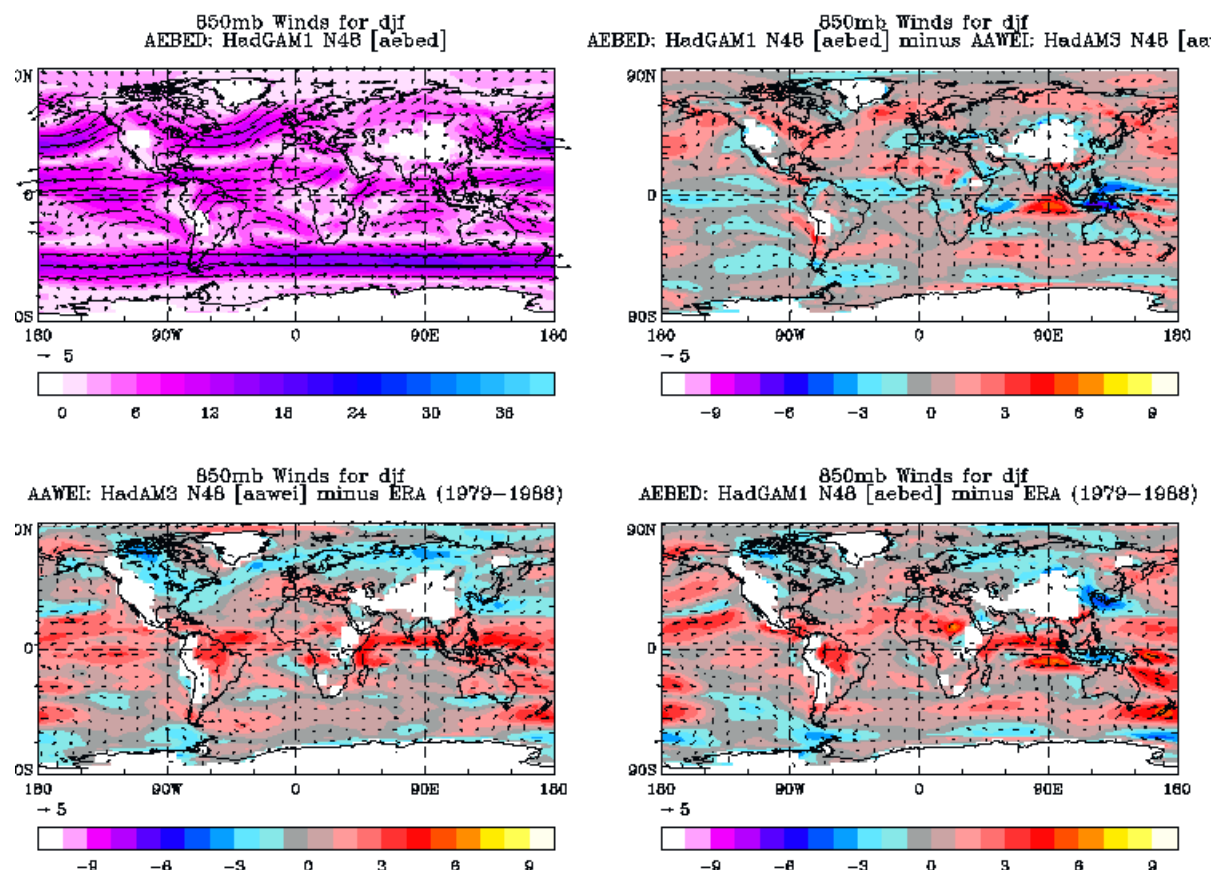 850mb Winds for djf
AEBED: HadGAM1 N48 [aebed]
0N
0
0S
180 90W 0 90E 180
→ 5
0 6 12 18 24 30 36
850mb Winds for djf
AEBED: HadGAM1 N48 [aebed] minus AAWEI: HadAM3 N48 [aa
90N
0
90S
180 90W 0 90E 180
→ 5
−9 −6 −3 0 3 6 9
850mb Winds for djf
AAWEI: HadAM3 N48 [aawei] minus ERA (1979−1988)
0N
0
90S
180 90W 0 90E 180
→ 5
−9 −6 −3 0 3 6 9
850mb Winds for djf
AEBED: HadGAM1 N48 [aebed] minus ERA (1979−1988)
90N
0
90S
180 90W 0 90E 180
→ 5
−9 −6 −3 0 3 6 9